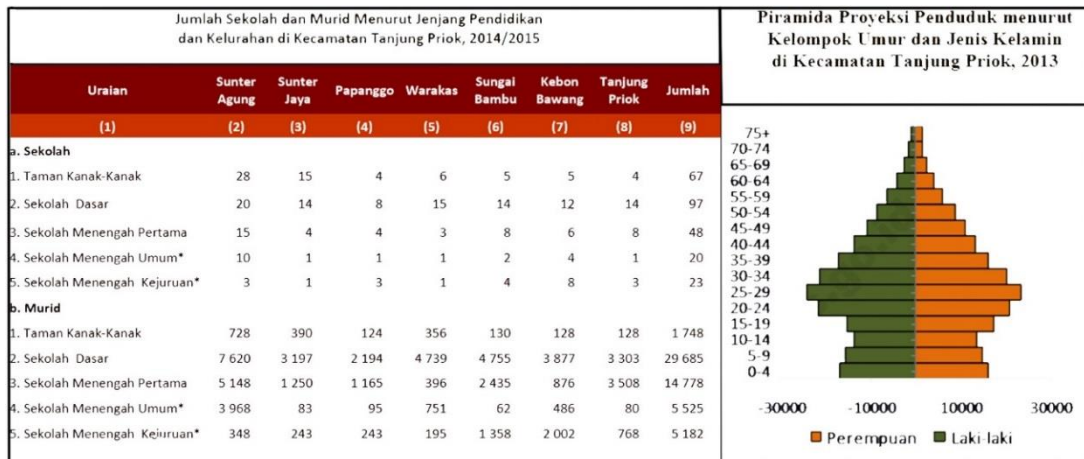 Jumlah Sekolah dan Murid Menurut Jenjang Pendidikan
dan Kelurahan di Kecamatan Tanjung Priok, 2014/2015
Uraian Sunter Agung Sunter Jaya Papanggo Warakas Sungai Bambu Kebon Bawang Tanjung Priok Jumlah
(1) (2) (3) (4) (5) (6) (7) (8) (9)
a. Sekolah
1. Taman Kanak-Kanak 28 15 4 6 5 5 4 67
2. Sekolah Dasar 20 14 8 15 14 12 14 97
3. Sekolah Menengah Pertama 15 4 4 3 8 6 8 48
4. Sekolah Menengah Umum* 10 1 1 1 2 4 1 20
5. Sekolah Menengah Kejuruan* 3 1 3 1 4 8 3 23
b. Murid
1. Taman Kanak-Kanak 728 390 124 356 130 128 128 1 748
2. Sekolah Dasar 7 620 3 197 2 194 4 739 4 755 3 877 3 303 29 685
3. Sekolah Menengah Pertama 5 148 1 250 1 165 396 2 435 876 3 508 14 778
4. Sekolah Menengah Umum* 3 968 83 95 751 62 486 80 5 525
5. Sekolah Menengah Kejuruan* 348 243 243 195 1 358 2 002 768 5 182
Piramida Proyeksi Penduduk menurut
Kelompok Umur dan Jenis Kelamin
di Kecamatan Tanjung Priok, 2013
75+
70-74
65-69
60-64
55-59
50-54
45-49
40-44
35-39
30-34
25-29
20-24
15-19
10-14
5-9
0-4
-30000 -10000 10000 30000
Perempuan Laki-laki